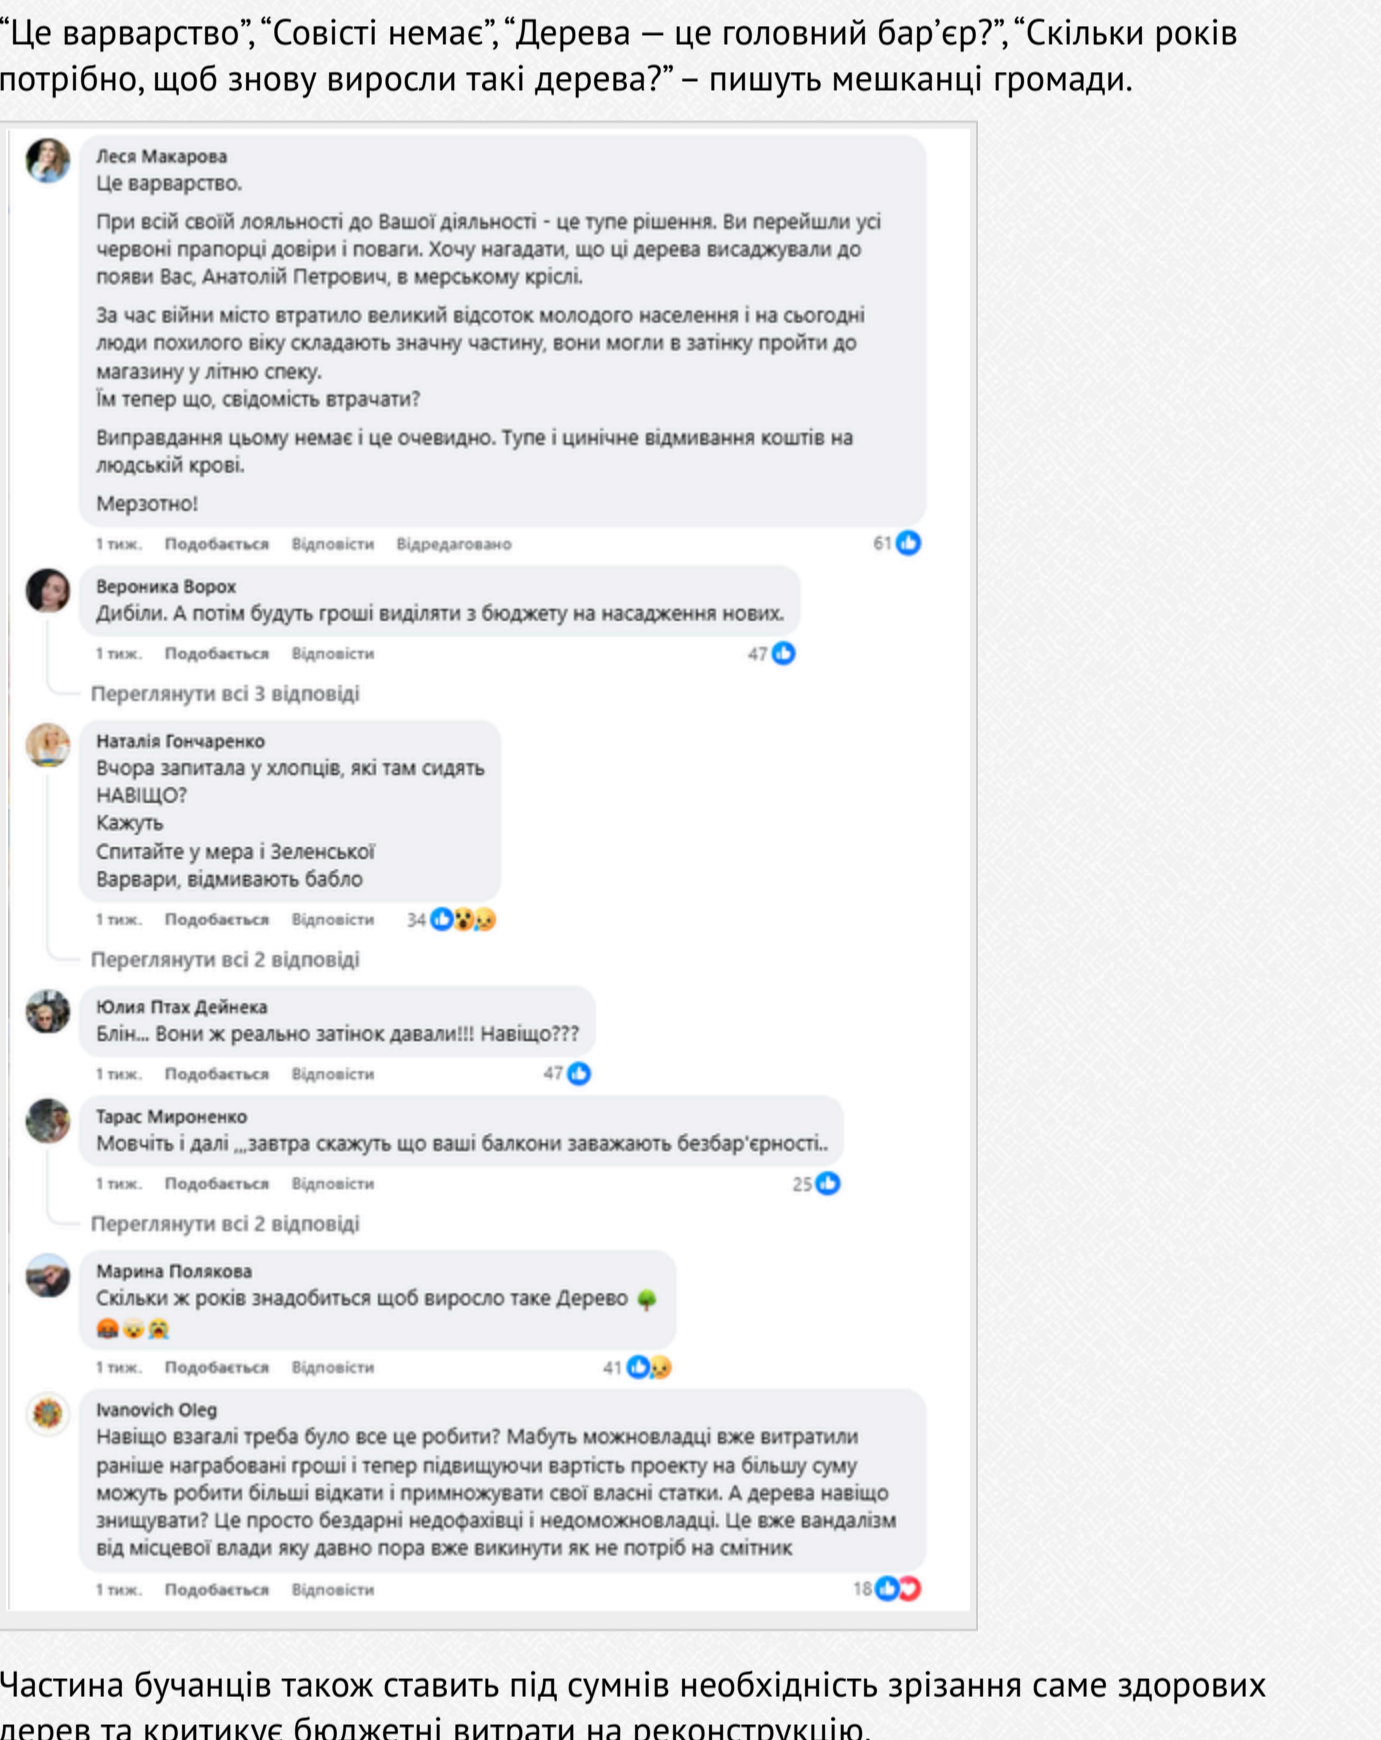 “Це варварство”, “Совісті немає”, “Дерева — це головний бар’єр?”, “Скільки років
потрібно, щоб знову виросли такі дерева?” – пишуть мешканці громади.
Леся Макарова
Це варварство.
При всій своїй лояльності до Вашої діяльності - це тупе рішення. Ви перейшли усі
червоні прапорці довіри і поваги. Хочу нагадати, що ці дерева висаджували до
появи Вас, Анатолій Петрович, в мерському кріслі.
За час війни місто втратило великий відсоток молодого населення і на сьогодні
люди похилого віку складають значну частину, вони могли в затінку пройти до
магазину у літню спеку.
Їм тепер що, свідомість втрачати?
Виправдання цьому немає і це очевидно. Тупе і цинічне відмивання коштів на
людській крові.
Мерзотно!
1 тиж. Подобається Відповісти Відредаговано 61
Вероника Ворох
Дибіли. А потім будуть гроші виділяти з бюджету на насадження нових.
1 тиж. Подобається Відповісти 47
Переглянути всі 3 відповіді
Наталія Гончаренко
Вчора запитала у хлопців, які там сидять
НАВІЩО?
Кажуть
Спитайте у мера і Зеленської
Варвари, відмивають бабло
1 тиж. Подобається Відповісти 34
Переглянути всі 2 відповіді
Юлия Птах Дейнека
Блін... Вони ж реально затінок давали!!! Навіщо???
1 тиж. Подобається Відповісти 47
Тарас Мироненко
Мовчіть і далі ,,,завтра скажуть що ваші балкони заважають безбар'єрності..
1 тиж. Подобається Відповісти 25
Переглянути всі 2 відповіді
Марина Полякова
Скільки ж років знадобиться щоб виросло таке Дерево 🌳
🤬🤯😭
1 тиж. Подобається Відповісти 41
Ivanovich Oleg
Навіщо взагалі треба було все це робити? Мабуть можновладці вже витратили
раніше награбовані гроші і тепер підвищуючи вартість проекту на більшу суму
можуть робити більші відкати і примножувати свої власні статки. А дерева навіщо
знищувати? Це просто бездарні недофахівці і недоможновладці. Це вже вандалізм
від місцевої влади яку давно пора вже викинути як не потріб на смітник
1 тиж. Подобається Відповісти 18
Частина бучанців також ставить під сумнів необхідність зрізання саме здорових
дерев та критикує бюджетні витрати на реконструкцію.